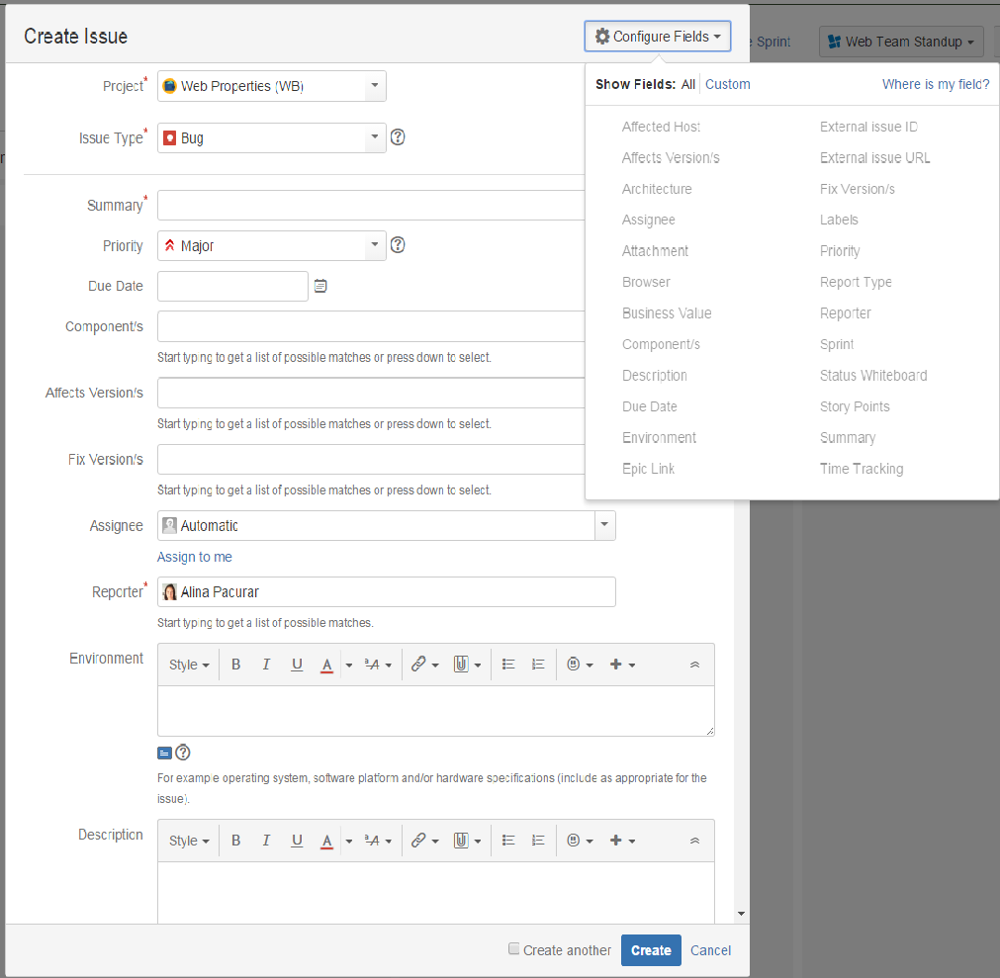 Create Issue
Configure Fields
Sprint
Web Team Standup
Show Fields: All Custom
Where is my field?
Affected Host
External issue ID
Affects Version/s
External issue URL
Architecture
Fix Version/s
Assignee
Labels
Attachment
Priority
Browser
Report Type
Business Value
Reporter
Component/s
Sprint
Description
Status Whiteboard
Due Date
Story Points
Environment
Summary
Epic Link
Time Tracking
Project* Web Properties (WB)
Issue Type* Bug
Summary*
Priority Major
Due Date
Component/s
Start typing to get a list of possible matches or press down to select.
Affects Version/s
Start typing to get a list of possible matches or press down to select.
Fix Version/s
Start typing to get a list of possible matches or press down to select.
Assignee Automatic
Assign to me
Reporter* Alina Pacurar
Start typing to get a list of possible matches.
Environment
Style B I U A ªA
For example operating system, software platform and/or hardware specifications (include as appropriate for the
issue).
Description
Style B I U A ªA
Create another Create Cancel